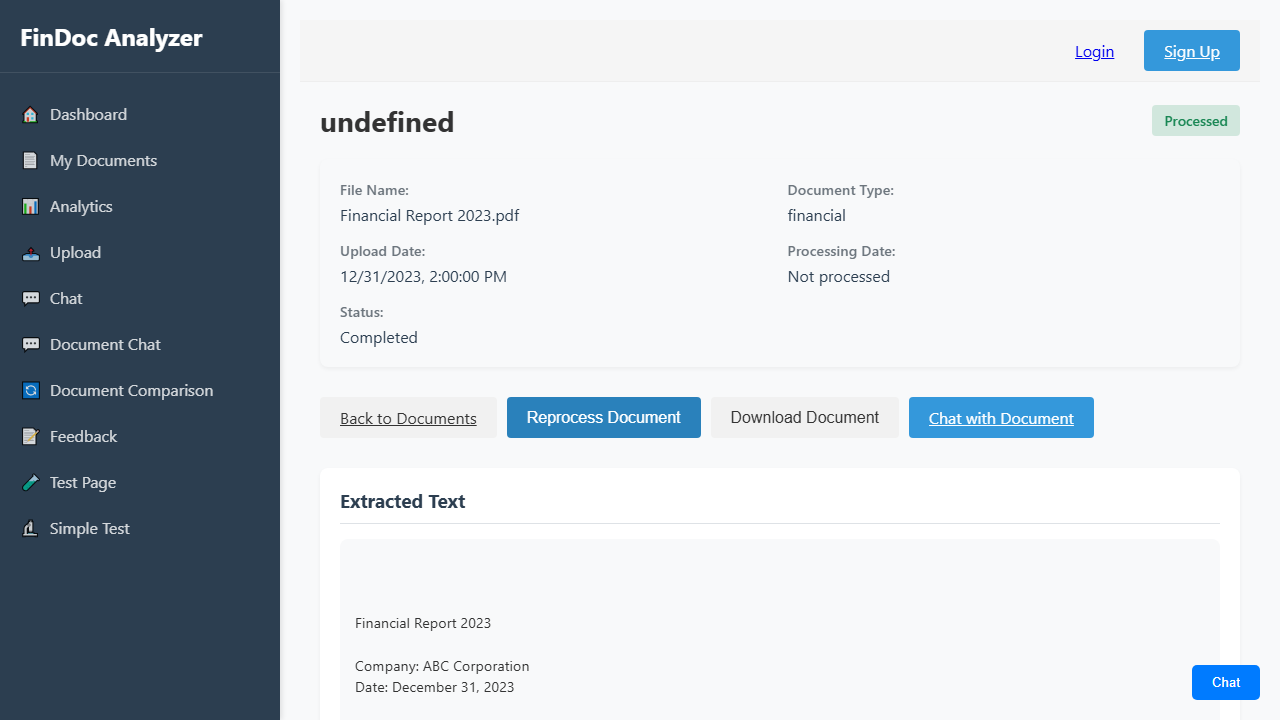 FinDoc Analyzer
Dashboard
My Documents
Analytics
Upload
Chat
Document Chat
Document Comparison
Feedback
Test Page
Simple Test
Login
Sign Up
undefined
Processed
File Name:
Financial Report 2023.pdf
Document Type:
financial
Upload Date:
12/31/2023, 2:00:00 PM
Processing Date:
Not processed
Status:
Completed
Back to Documents
Reprocess Document
Download Document
Chat with Document
Extracted Text
Financial Report 2023
Company: ABC Corporation
Date: December 31, 2023
Chat